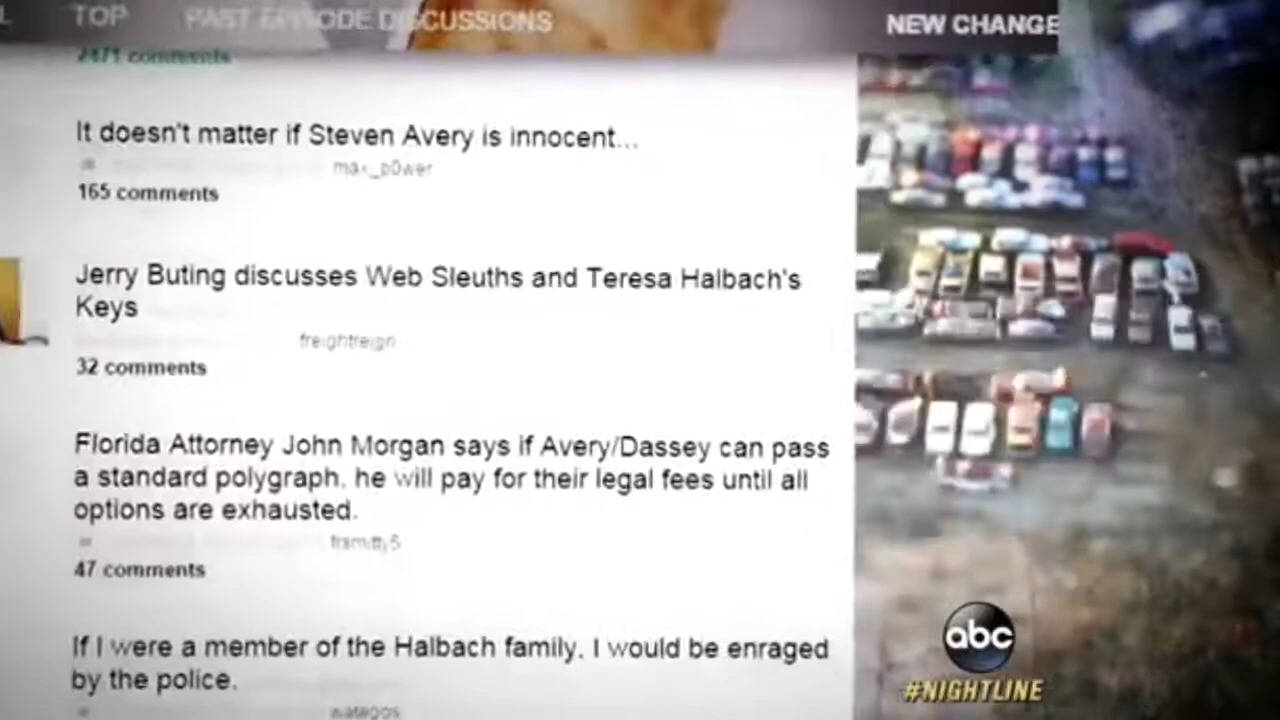 TOP PAST EPISODE DISCUSSIONS NEW CHANGE
2471 comments
It doesn't matter if Steven Avery is innocent...
max_p0wer
165 comments
Jerry Buting discusses Web Sleuths and Teresa Halbach's
Keys
freightreign
32 comments
Florida Attorney John Morgan says if Avery/Dassey can pass
a standard polygraph, he will pay for their legal fees until all
options are exhausted.
47 comments
If I were a member of the Halbach family, I would be enraged
by the police.
abc
#NIGHTLINE